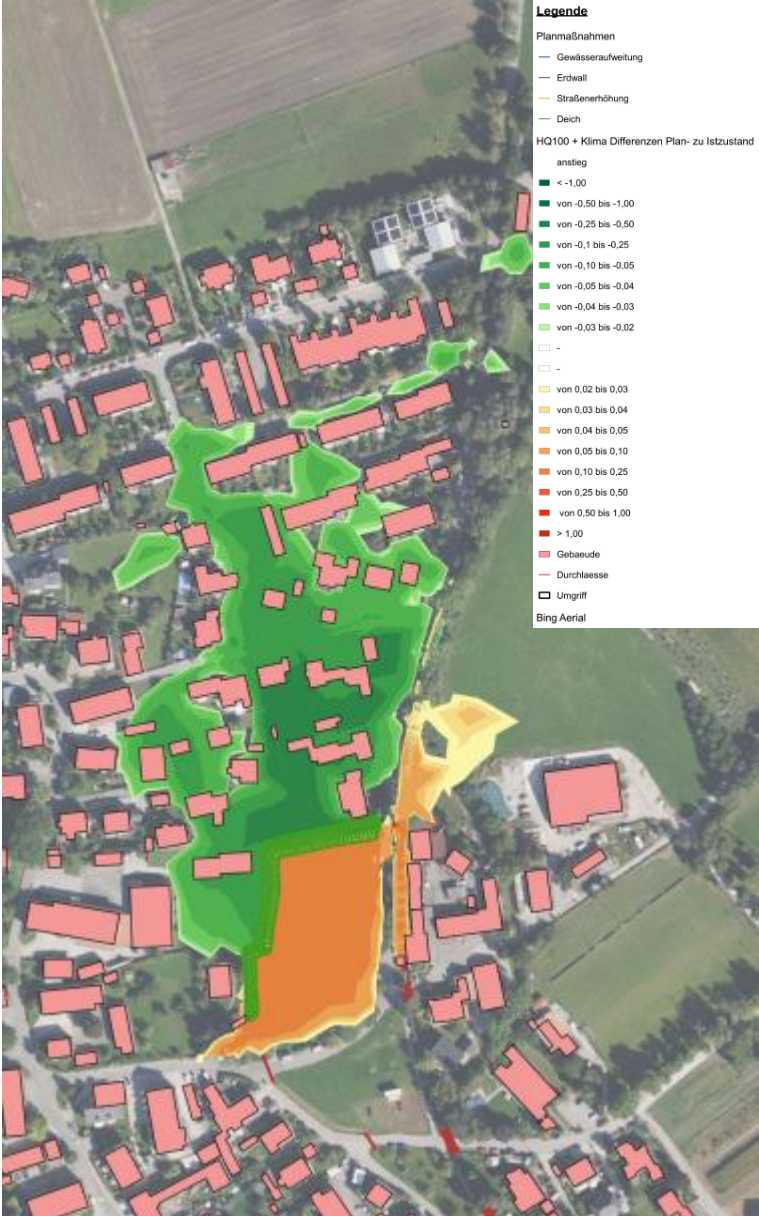 Legende
Planmaßnahmen
Gewässeraufweitung
Erdwall
Straßenerhöhung
Deich
HQ100 + Klima Differenzen Plan- zu Istzustand
anstieg
< -1,00
von -0,50 bis -1,00
von -0,25 bis -0,50
von -0,1 bis -0,25
von -0,10 bis -0,05
von -0,05 bis -0,04
von -0,04 bis -0,03
von -0,03 bis -0,02
-
-
von 0,02 bis 0,03
von 0,03 bis 0,04
von 0,04 bis 0,05
von 0,05 bis 0,10
von 0,10 bis 0,25
von 0,25 bis 0,50
von 0,50 bis 1,00
> 1,00
Gebaeude
Durchlaesse
Umgriff
Bing Aerial